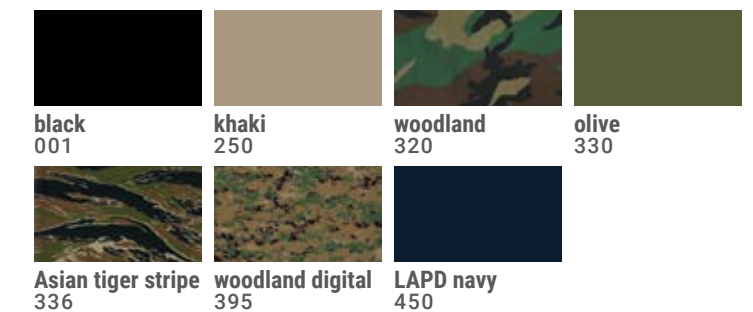 black
001
khaki
250
woodland
320
olive
330
Asian tiger stripe
336
woodland digital
395
LAPD navy
450